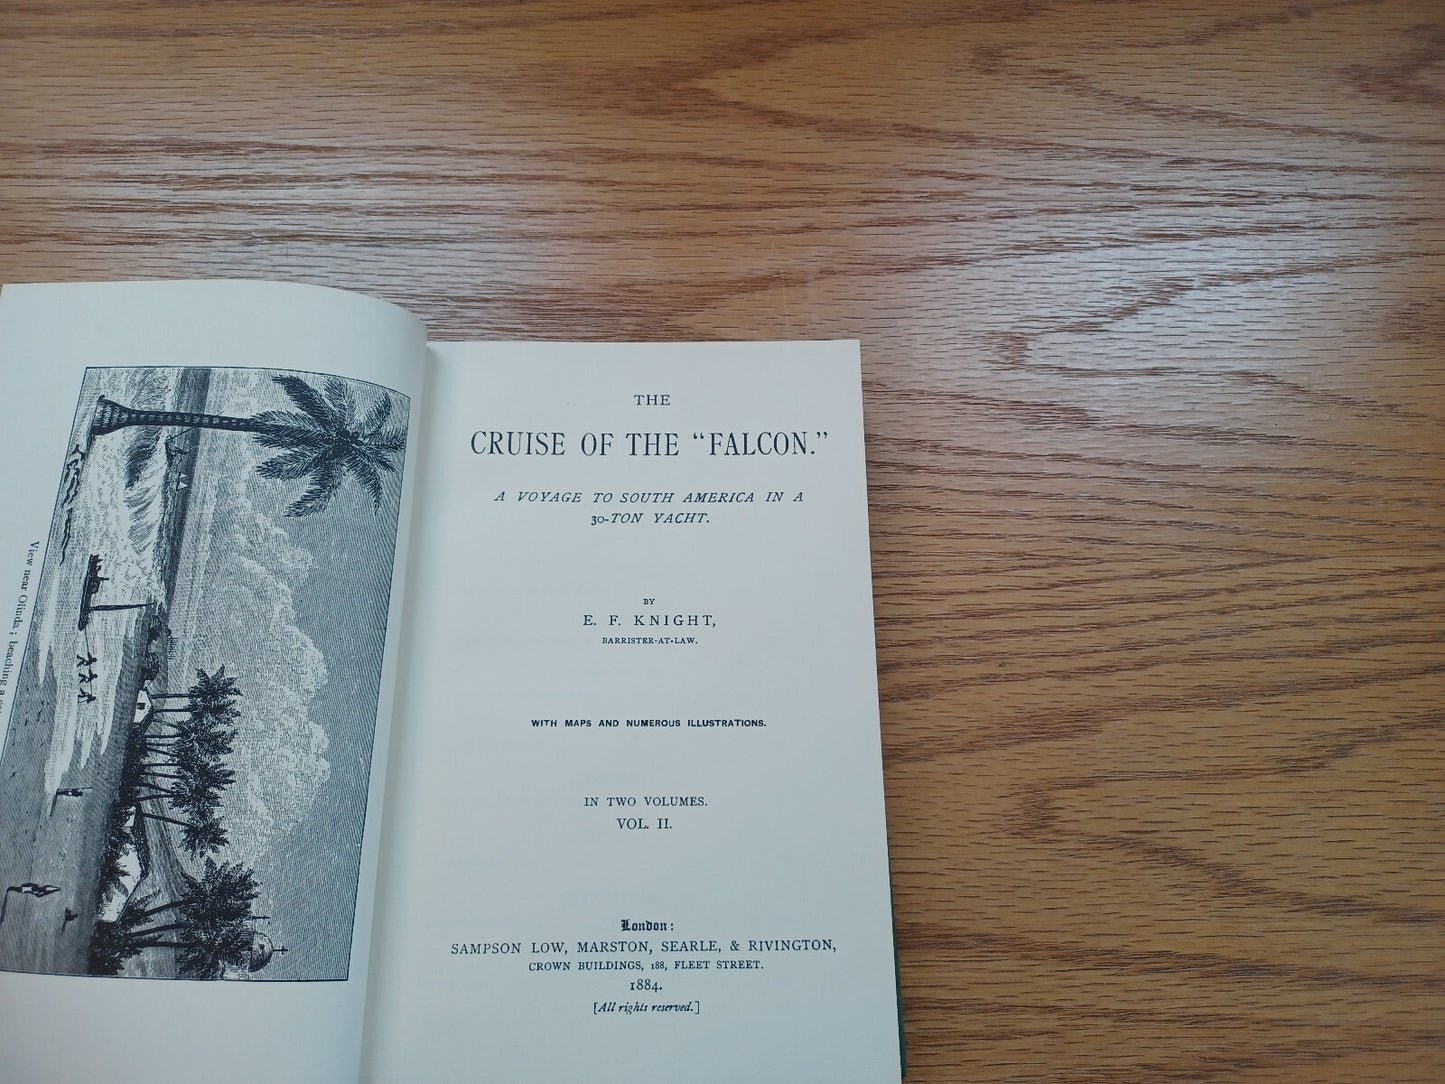 View near Olinda; beaching a
THE
CRUISE OF THE "FALCON."
A VOYAGE TO SOUTH AMERICA IN A
30-TON YACHT.
BY
E. F. KNIGHT,
BARRISTER-AT-LAW.
WITH MAPS AND NUMEROUS ILLUSTRATIONS.
IN TWO VOLUMES.
VOL. II.
London:
SAMPSON LOW, MARSTON, SEARLE, & RIVINGTON,
CROWN BUILDINGS, 188, FLEET STREET.
1884.
[All rights reserved.]